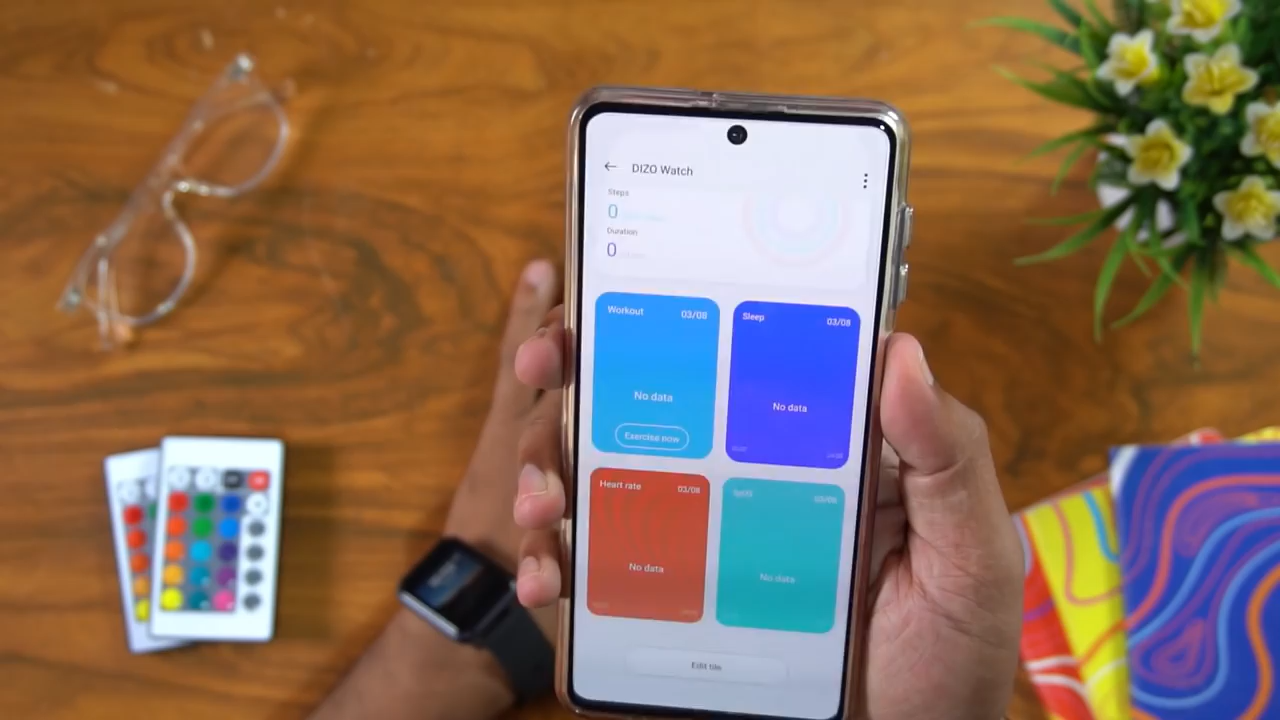 DIZO Watch
Steps
0
Duration
0
Workout 03/08
No data
Exercise now
Sleep 03/08
No data
Heart rate 03/08
No data
SpO2 03/08
No data
Edit tile